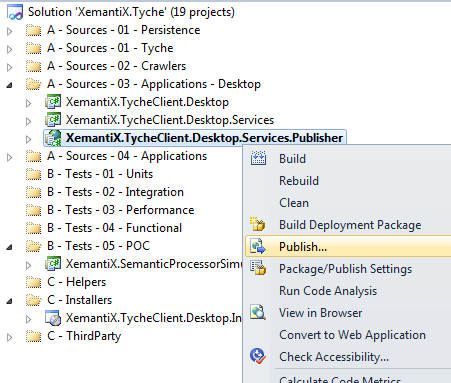 Solution 'XemantiX.Tyche' (19 projects)
A - Sources - 01 - Persistence
A - Sources - 01 - Tyche
A - Sources - 02 - Crawlers
A - Sources - 03 - Applications - Desktop
XemantiX.TycheClient.Desktop
XemantiX.TycheClient.Desktop.Services
XemantiX.TycheClient.Desktop.Services.Publisher
A - Sources - 04 - Applications
B - Tests - 01 - Units
B - Tests - 02 - Integration
B - Tests - 03 - Performance
B - Tests - 04 - Functional
B - Tests - 05 - POC
XemantiX.SemanticProcessorSimu
C - Helpers
C - Installers
XemantiX.TycheClient.Desktop.In
C - ThirdParty
Build
Rebuild
Clean
Build Deployment Package
Publish...
Package/Publish Settings
Run Code Analysis
View in Browser
Convert to Web Application
Check Accessibility...
Calculate Code Metrics